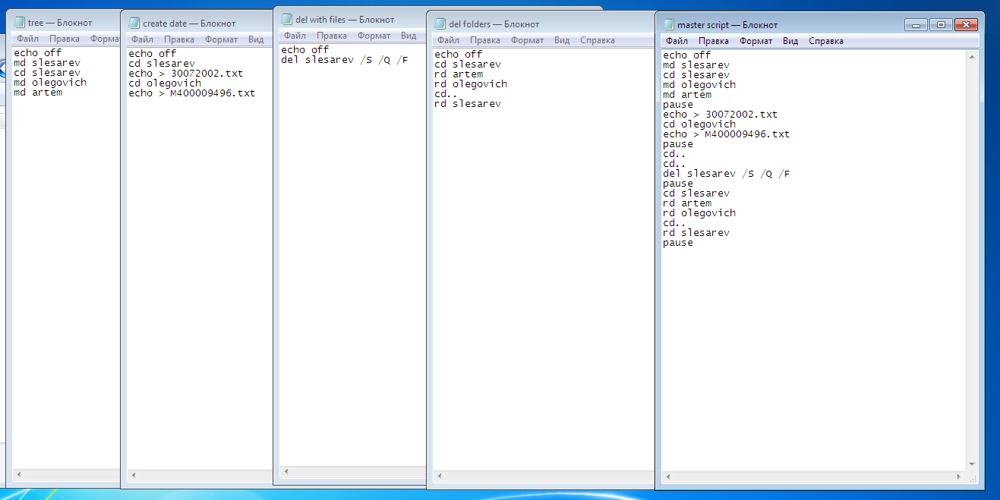 tree — Блокнот
Файл Правка Формат
echo off
md slesarev
cd slesarev
md olegovich
md artem
create date — Блокнот
Файл Правка Формат Вид
echo off
cd slesarev
echo > 30072002.txt
cd olegovich
echo > M400009496.txt
del with files — Блокнот
Файл Правка Формат Вид
echo off
del slesarev /S /Q /F
del folders — Блокнот
Файл Правка Формат Вид Справка
echo off
cd slesarev
rd artem
rd olegovich
cd..
rd slesarev
master script — Блокнот
Файл Правка Формат Вид Справка
echo off
md slesarev
cd slesarev
md olegovich
md artem
pause
echo > 30072002.txt
cd olegovich
echo > M400009496.txt
pause
cd..
cd..
del slesarev /S /Q /F
pause
cd slesarev
rd artem
rd olegovich
cd..
rd slesarev
pause